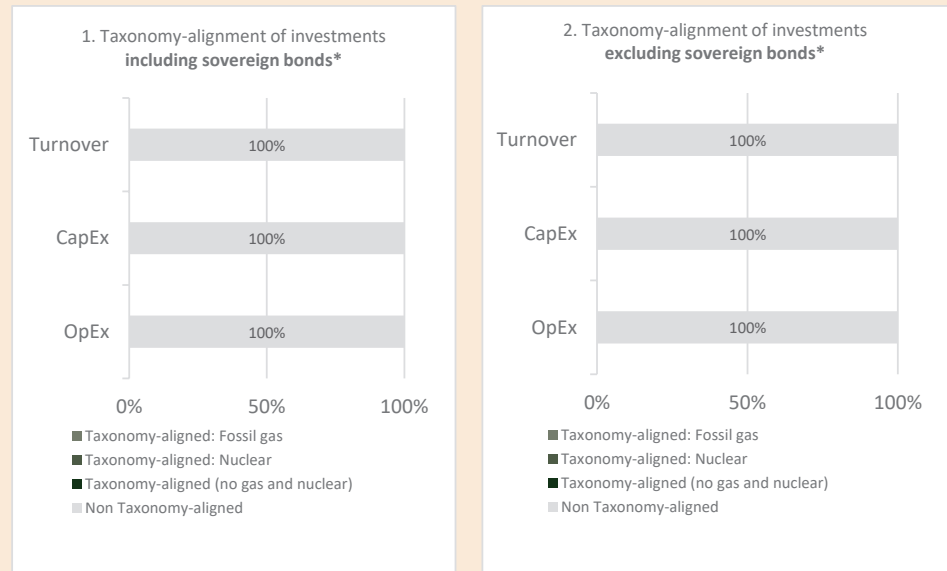 1. Taxonomy-alignment of investments
including sovereign bonds*
Turnover
100%
CapEx
100%
OpEx
100%
0%
50%
100%
Taxonomy-aligned: Fossil gas
Taxonomy-aligned: Nuclear
Taxonomy-aligned (no gas and nuclear)
Non Taxonomy-aligned
2. Taxonomy-alignment of investments
excluding sovereign bonds*
Turnover
100%
CapEx
100%
OpEx
100%
0%
50%
100%
Taxonomy-aligned: Fossil gas
Taxonomy-aligned: Nuclear
Taxonomy-aligned (no gas and nuclear)
Non Taxonomy-aligned